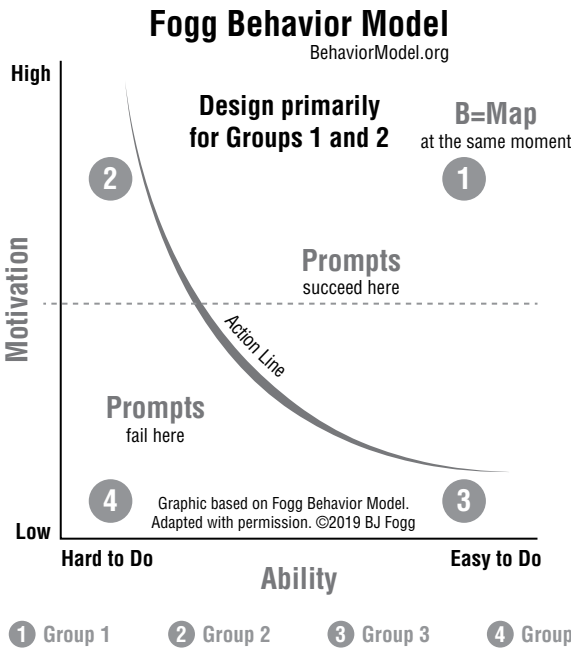 Fogg Behavior Model
BehaviorModel.org
High
Design primarily
for Groups 1 and 2
B=Map
at the same moment
2
1
Prompts
succeed here
Motivation
Action Line
Prompts
fail here
4
3
Graphic based on Fogg Behavior Model.
Adapted with permission. ©2019 BJ Fogg
Low
Hard to Do
Easy to Do
Ability
1 Group 1
2 Group 2
3 Group 3
4 Group